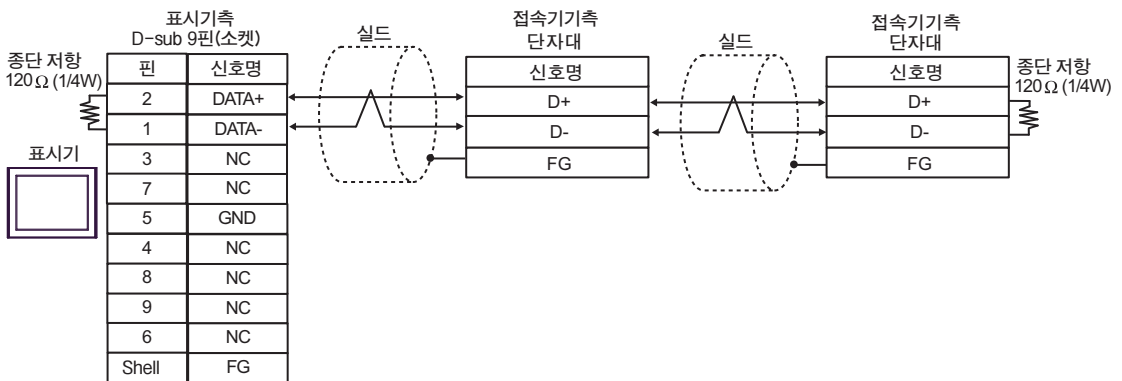 표시기측
D-sub 9핀(소켓)
종단 저항
120Ω (1/4W)
핀 신호명
2 DATA+
1 DATA-
3 NC
7 NC
5 GND
4 NC
8 NC
9 NC
6 NC
Shell FG
표시기
실드
접속기기측
단자대
신호명
D+
D-
FG
실드
접속기기측
단자대
신호명
D+
D-
FG
종단 저항
120Ω (1/4W)